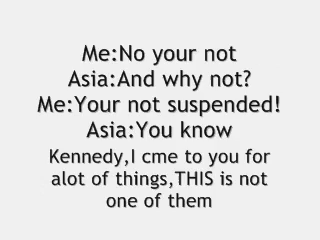 Me:No your not
Asia:And why not?
Me:Your not suspended!
Asia:You know
Kennedy,I cme to you for
alot of things,THIS is not
one of them